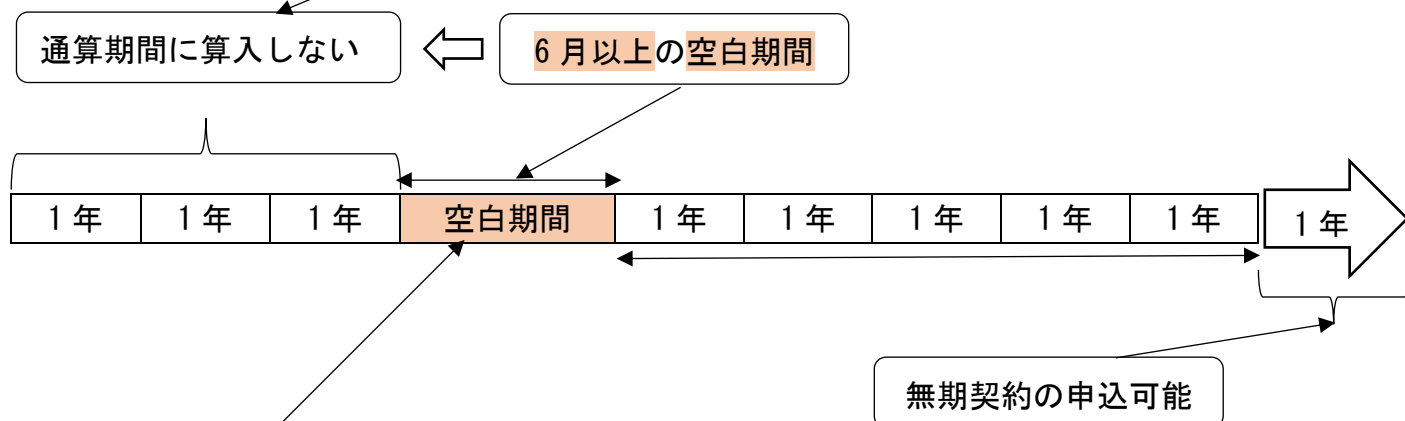 通算期間に算入しない
6月以上の空白期間
1年 1年 1年 空白期間 1年 1年 1年 1年 1年 1年
無期契約の申込可能